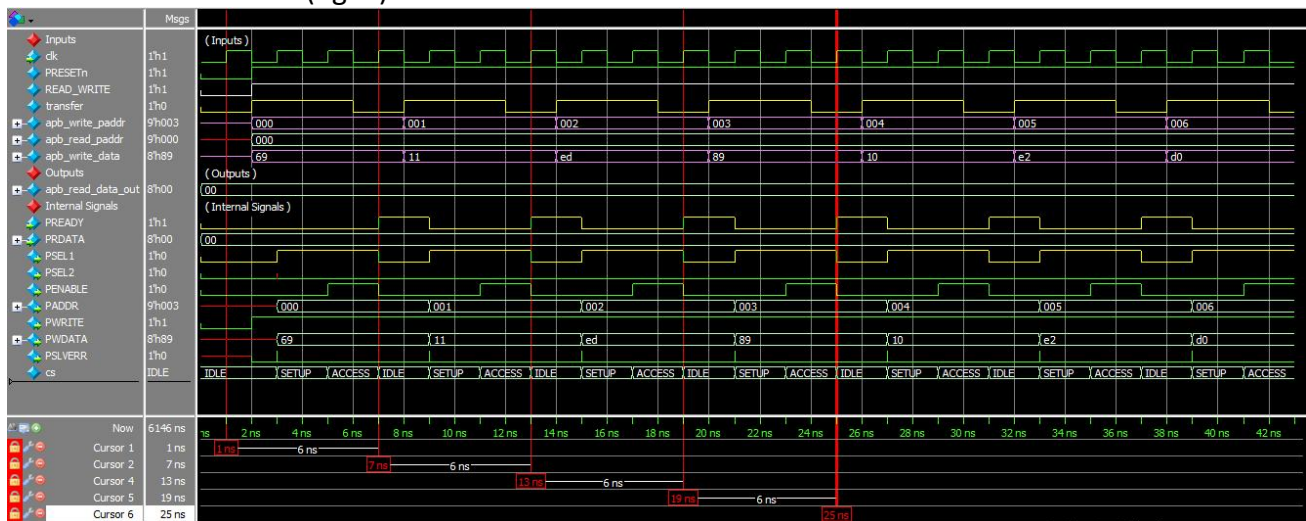 Msgs
Inputs ( Inputs )
clk 1'h1
PRESETn 1'h1
READ_WRITE 1'h1
transfer 1'h0
apb_write_paddr 9'h003 000 001 002 003 004 005 006
apb_read_paddr 9'h000 000
apb_write_data 8'h89 69 11 ed 89 10 e2 d0
Outputs ( Outputs )
apb_read_data_out 8'h00 00
Internal Signals ( Internal Signals )
PREADY 1'h1
PRDATA 8'h00 00
PSEL1 1'h0
PSEL2 1'h0
PENABLE 1'h0
PADDR 9'h003 000 001 002 003 004 005 006
PWRITE 1'h1
PWDATA 8'h89 69 11 ed 89 10 e2 d0
PSLVERR 1'h0
cs IDLE IDLE SETUP ACCESS IDLE SETUP ACCESS IDLE SETUP ACCESS IDLE SETUP ACCESS IDLE SETUP ACCESS IDLE SETUP ACCESS IDLE SETUP ACCESS
Now 6146 ns ns 2 ns 4 ns 6 ns 8 ns 10 ns 12 ns 14 ns 16 ns 18 ns 20 ns 22 ns 24 ns 26 ns 28 ns 30 ns 32 ns 34 ns 36 ns 38 ns 40 ns 42 ns
Cursor 1 1 ns 1 ns 6 ns
Cursor 2 7 ns 7 ns 6 ns
Cursor 4 13 ns 13 ns 6 ns
Cursor 5 19 ns 19 ns 6 ns
Cursor 6 25 ns 25 ns